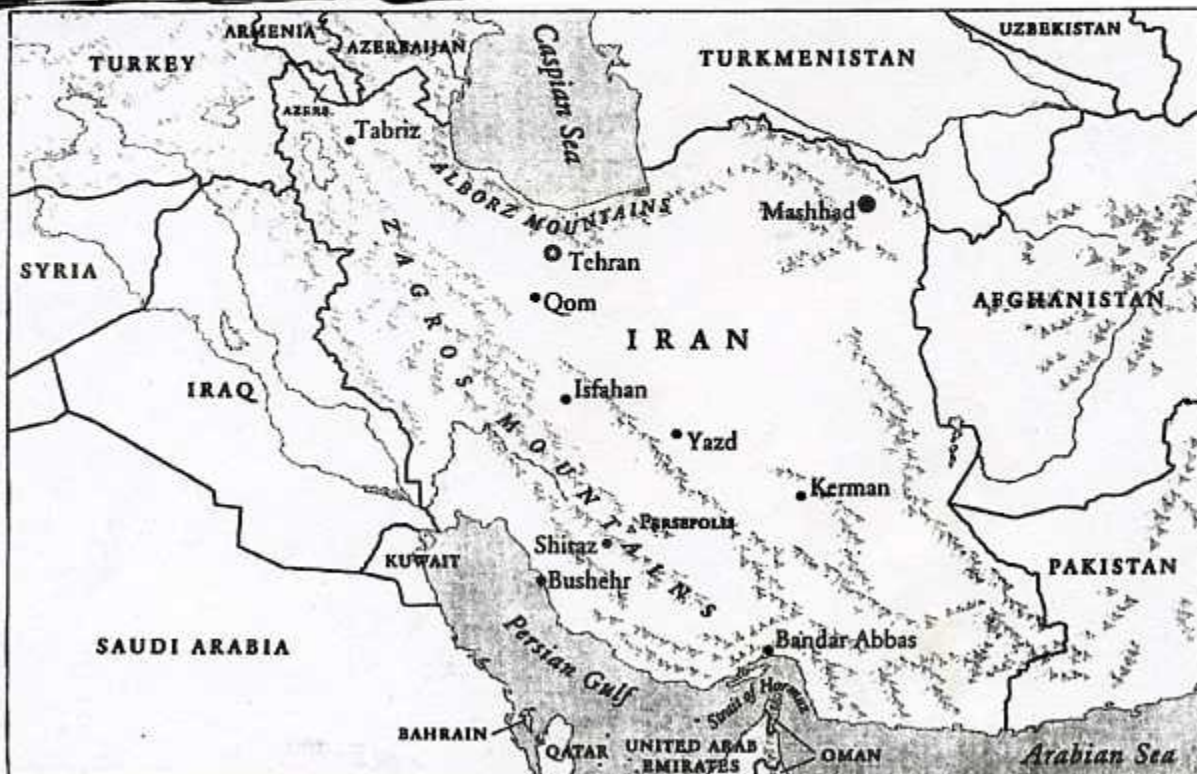 ARMENIA
AZERBAIJAN
UZBEKISTAN
TURKEY
TURKMENISTAN
Caspian Sea
AZERB.
Tabriz
ALBORZ MOUNTAINS
Mashhad
ZAGROS MOUNTAINS
Tehran
SYRIA
Qom
AFGHANISTAN
IRAN
IRAQ
Isfahan
Yazd
Kerman
PERSEPOLIS
Shiraz
KUWAIT
Bushehr
PAKISTAN
SAUDI ARABIA
Persian Gulf
Bandar Abbas
Strait of Hormuz
BAHRAIN
QATAR
UNITED ARAB
EMIRATES
OMAN
Arabian Sea